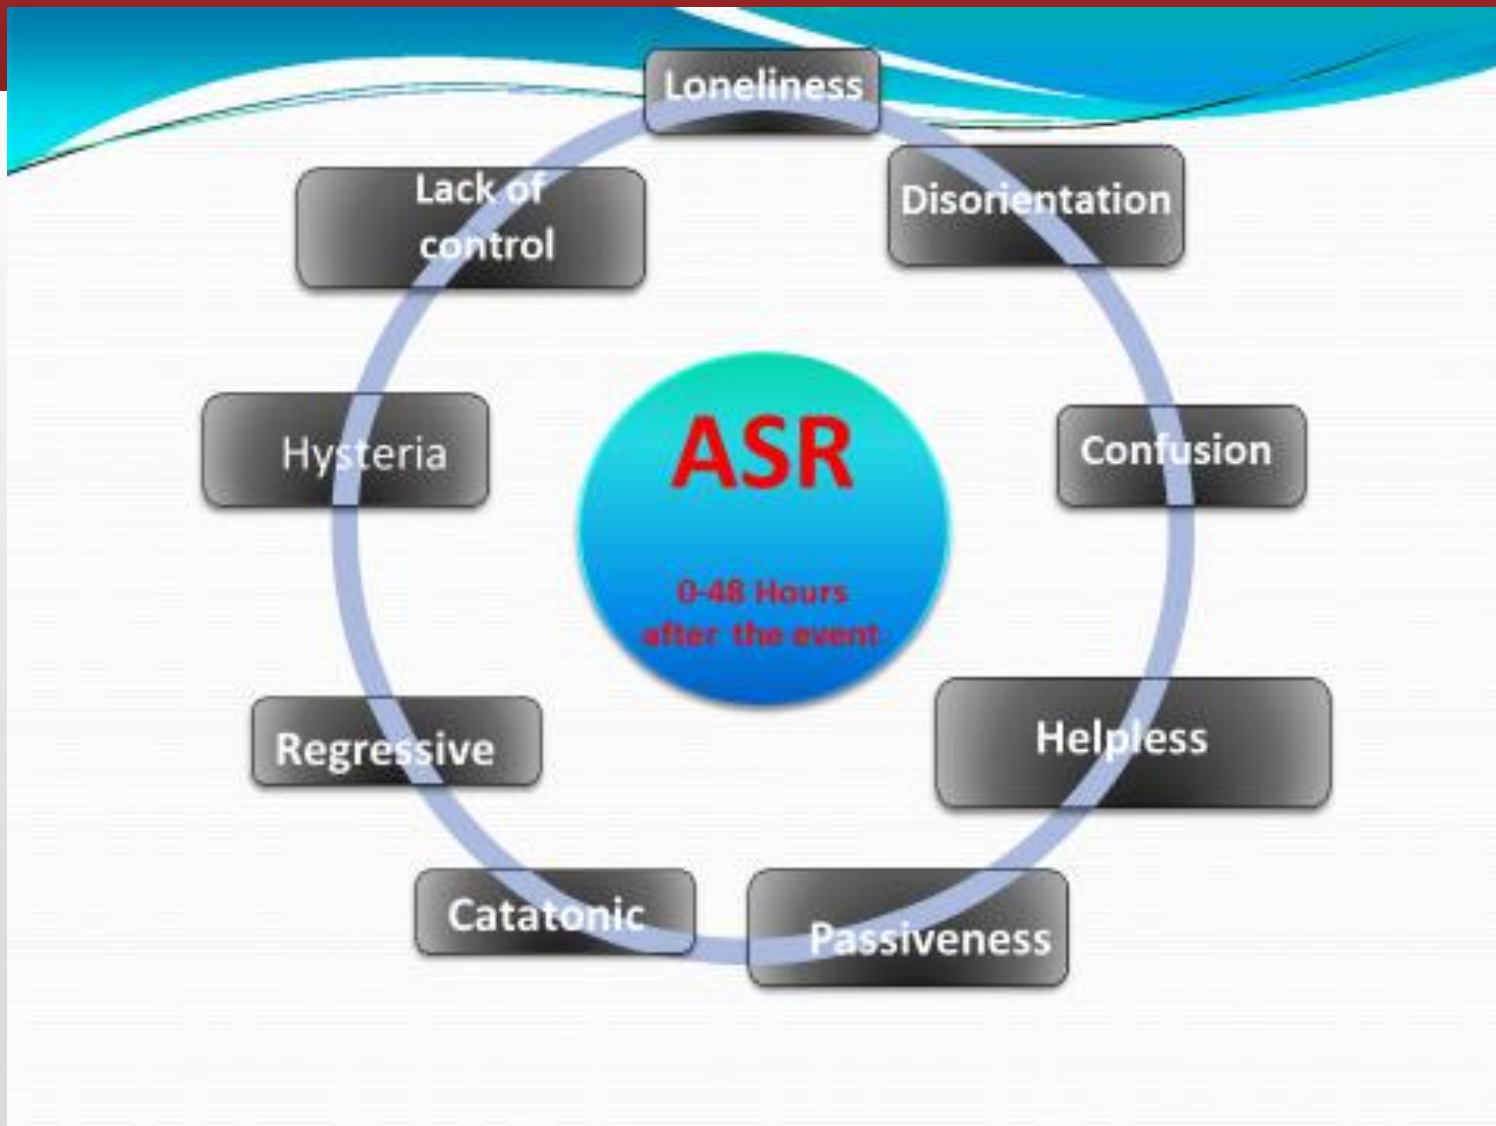 Loneliness
Disorientation
Lack of
control
Hysteria
Confusion
ASR
0-48 Hours
after the event
Regressive
Helpless
Catatonic
Passiveness